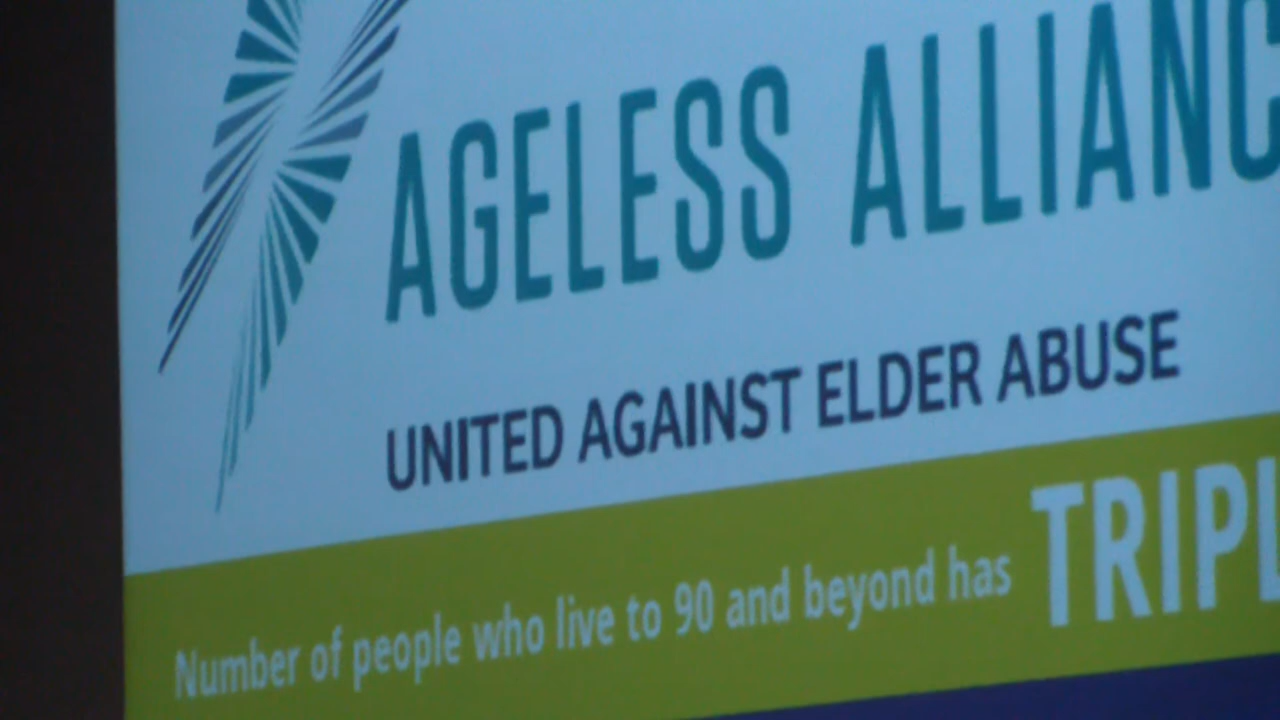 AGELESS ALLIANC
UNITED AGAINST ELDER ABUSE
Number of people who live to 90 and beyond has TRIPL